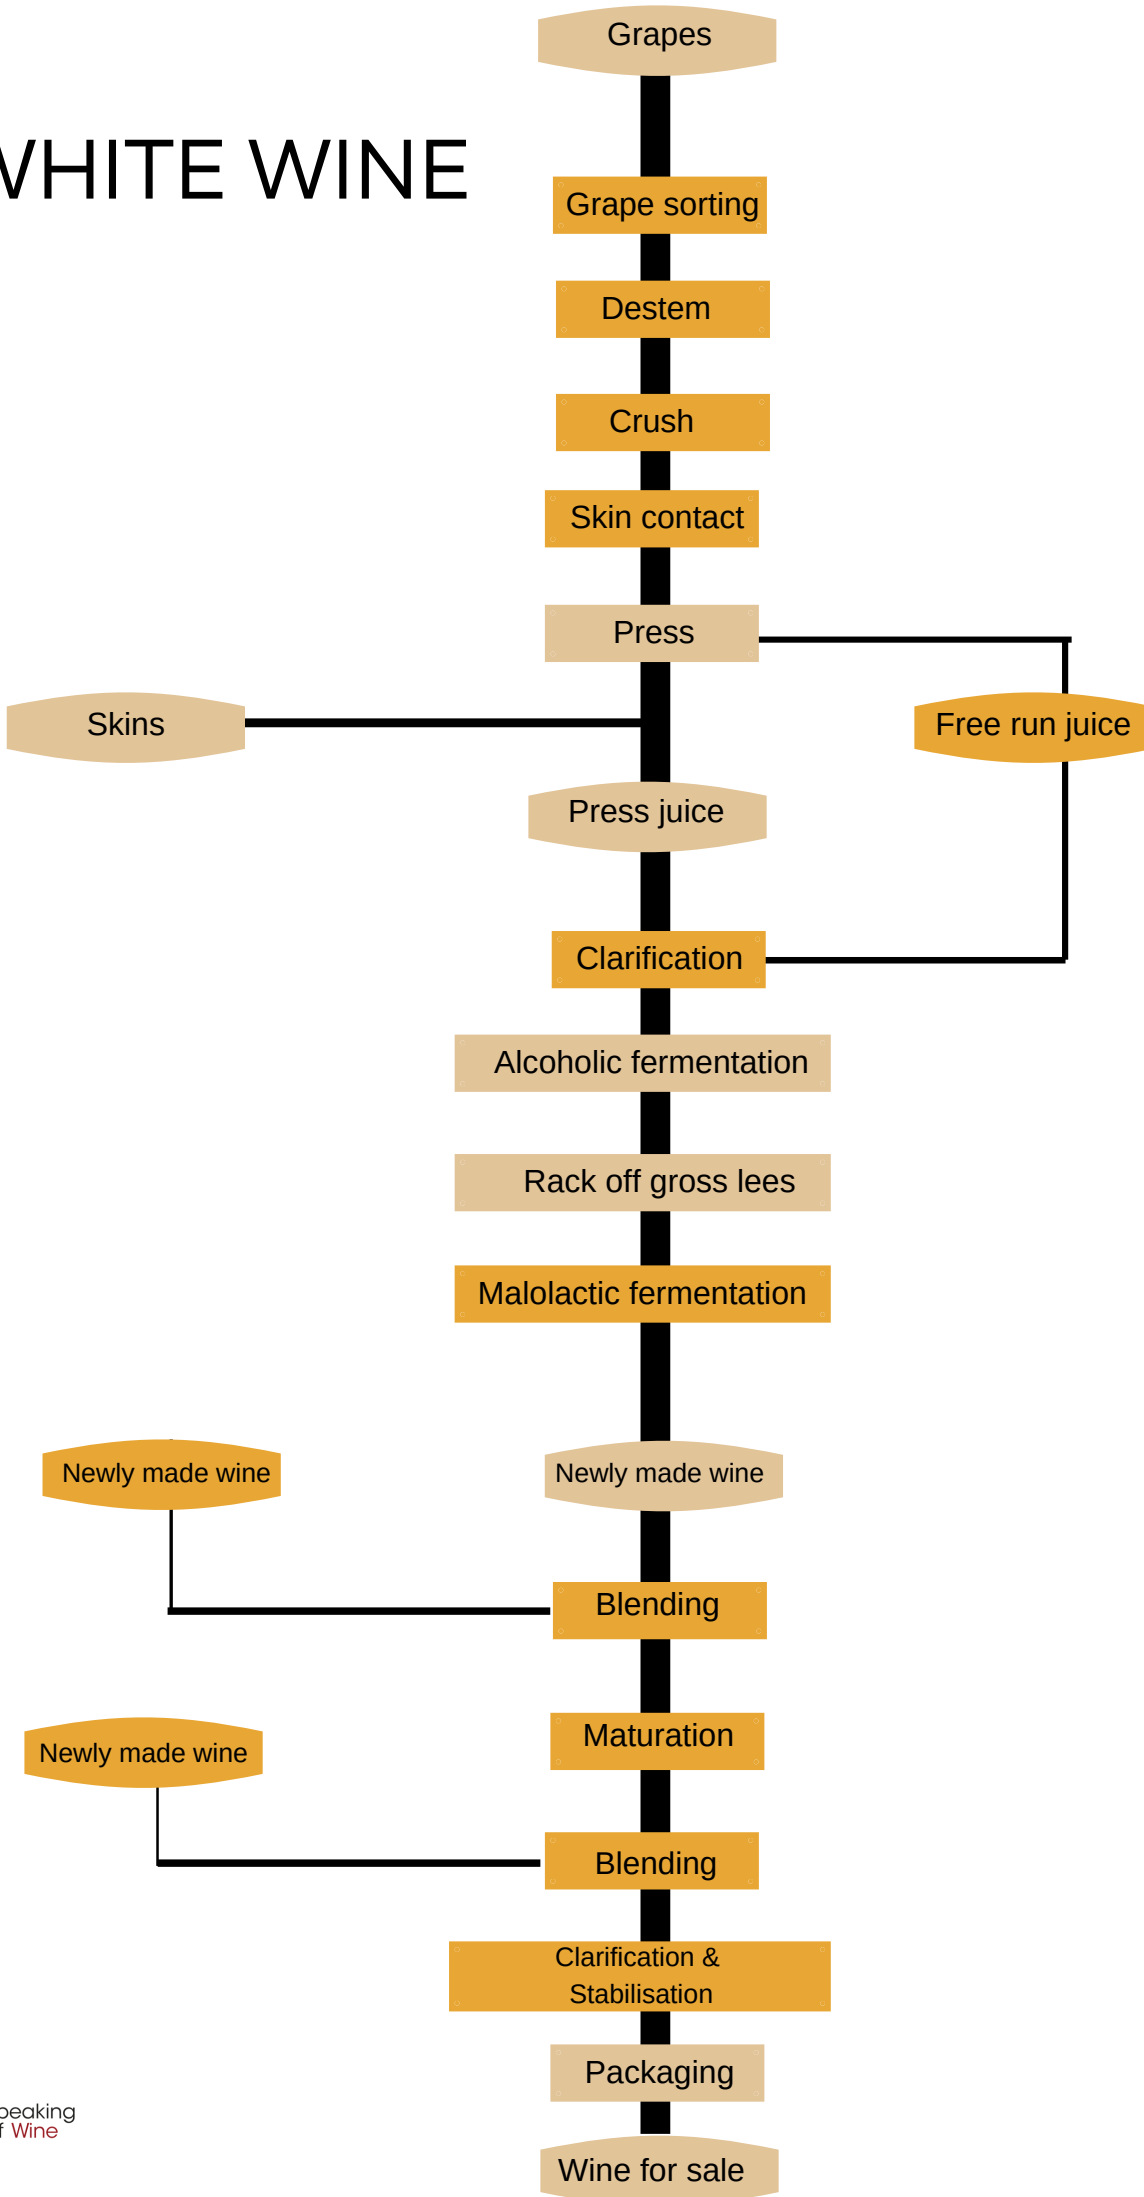 Grapes
WHITE WINE
Grape sorting
Destem
Crush
Skin contact
Press
Skins
Free run juice
Press juice
Clarification
Alcoholic fermentation
Rack off gross lees
Malolactic fermentation
Newly made wine
Newly made wine
Blending
Maturation
Newly made wine
Blending
Clarification &
Stabilisation
Packaging
peaking
f Wine
Wine for sale